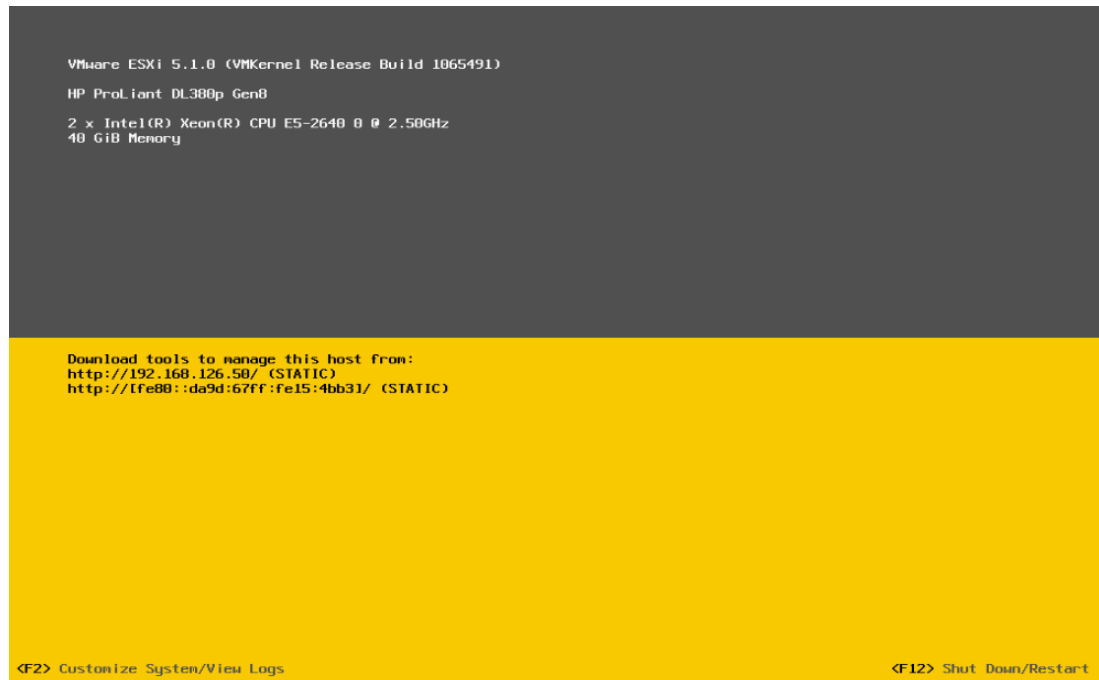 VMware ESXi 5.1.0 (VMKernel Release Build 1065491)
HP ProLiant DL380p Gen8
2 x Intel(R) Xeon(R) CPU E5-2640 0 @ 2.50GHz
40 GiB Memory
Download tools to manage this host from:
http://192.168.126.50/ (STATIC)
http://[fe80::da9d:67ff:fe15:4bb3]/ (STATIC)
<F2> Customize System/View Logs
<F12> Shut Down/Restart